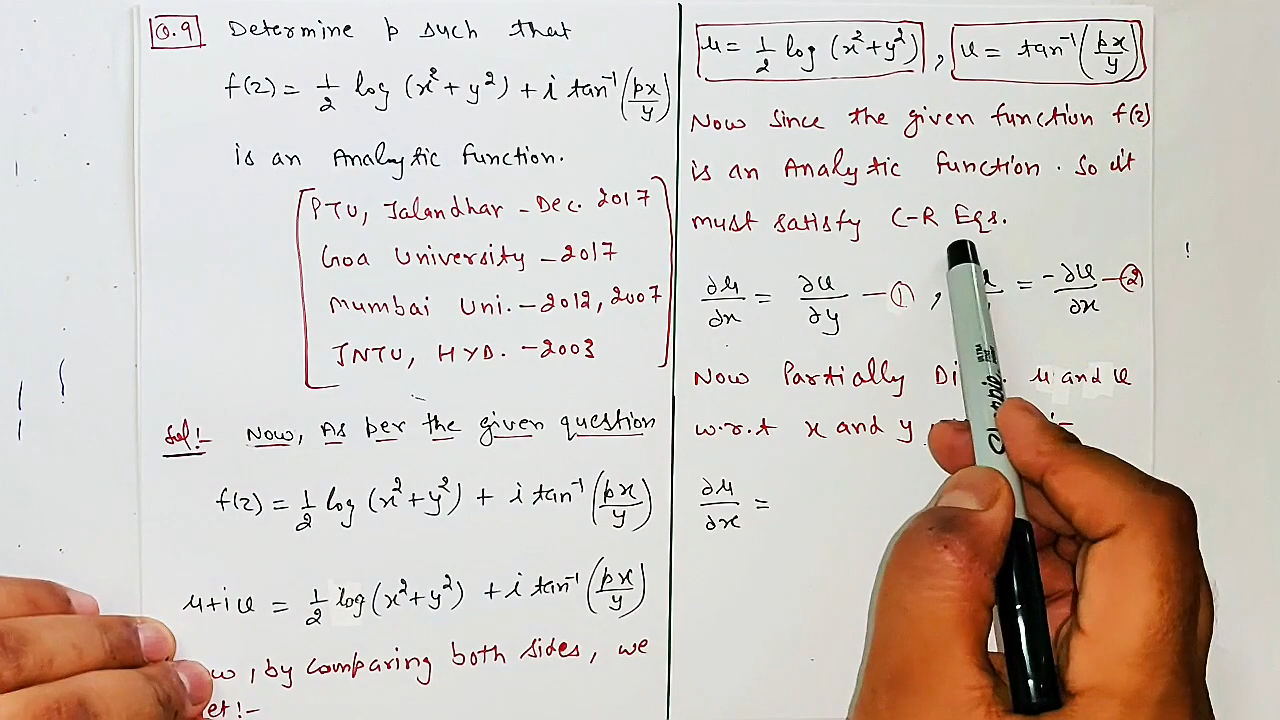 Q.9 Determine p such that
f(z) = 1/2 log (x² + y²) + i tan⁻¹ (px/y)
is an Analytic function.
[PTU, Jalandhar - Dec. 2017
Goa University - 2017
Mumbai Uni. - 2012, 2007
JNTU, HYD. - 2003]
Sol:- Now, As per the given question
f(z) = 1/2 log (x² + y²) + i tan⁻¹ (px/y)
u + iv = 1/2 log (x² + y²) + i tan⁻¹ (px/y)
by comparing both sides, we
u = 1/2 log (x² + y²) , v = tan⁻¹ (px/y)
Now since the given function f(z)
is an Analytic function. So it
must satisfy C-R Eqs.
∂u/∂x = ∂v/∂y — ① , = -∂v/∂x — ②
Now Partially u and v
w.r.t x and y
∂u/∂x =